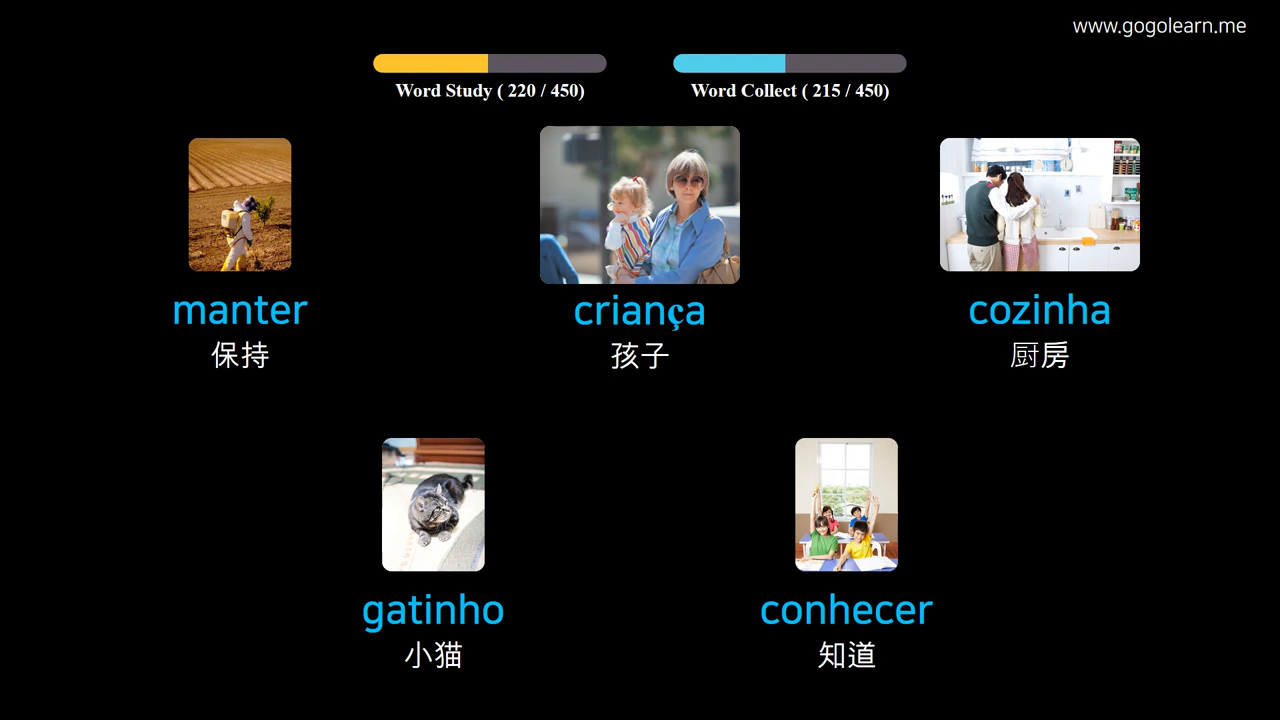 www.gogolearn.me
Word Study ( 220 / 450)
Word Collect ( 215 / 450)
manter
保持
criança
孩子
cozinha
厨房
gatinho
小猫
conhecer
知道